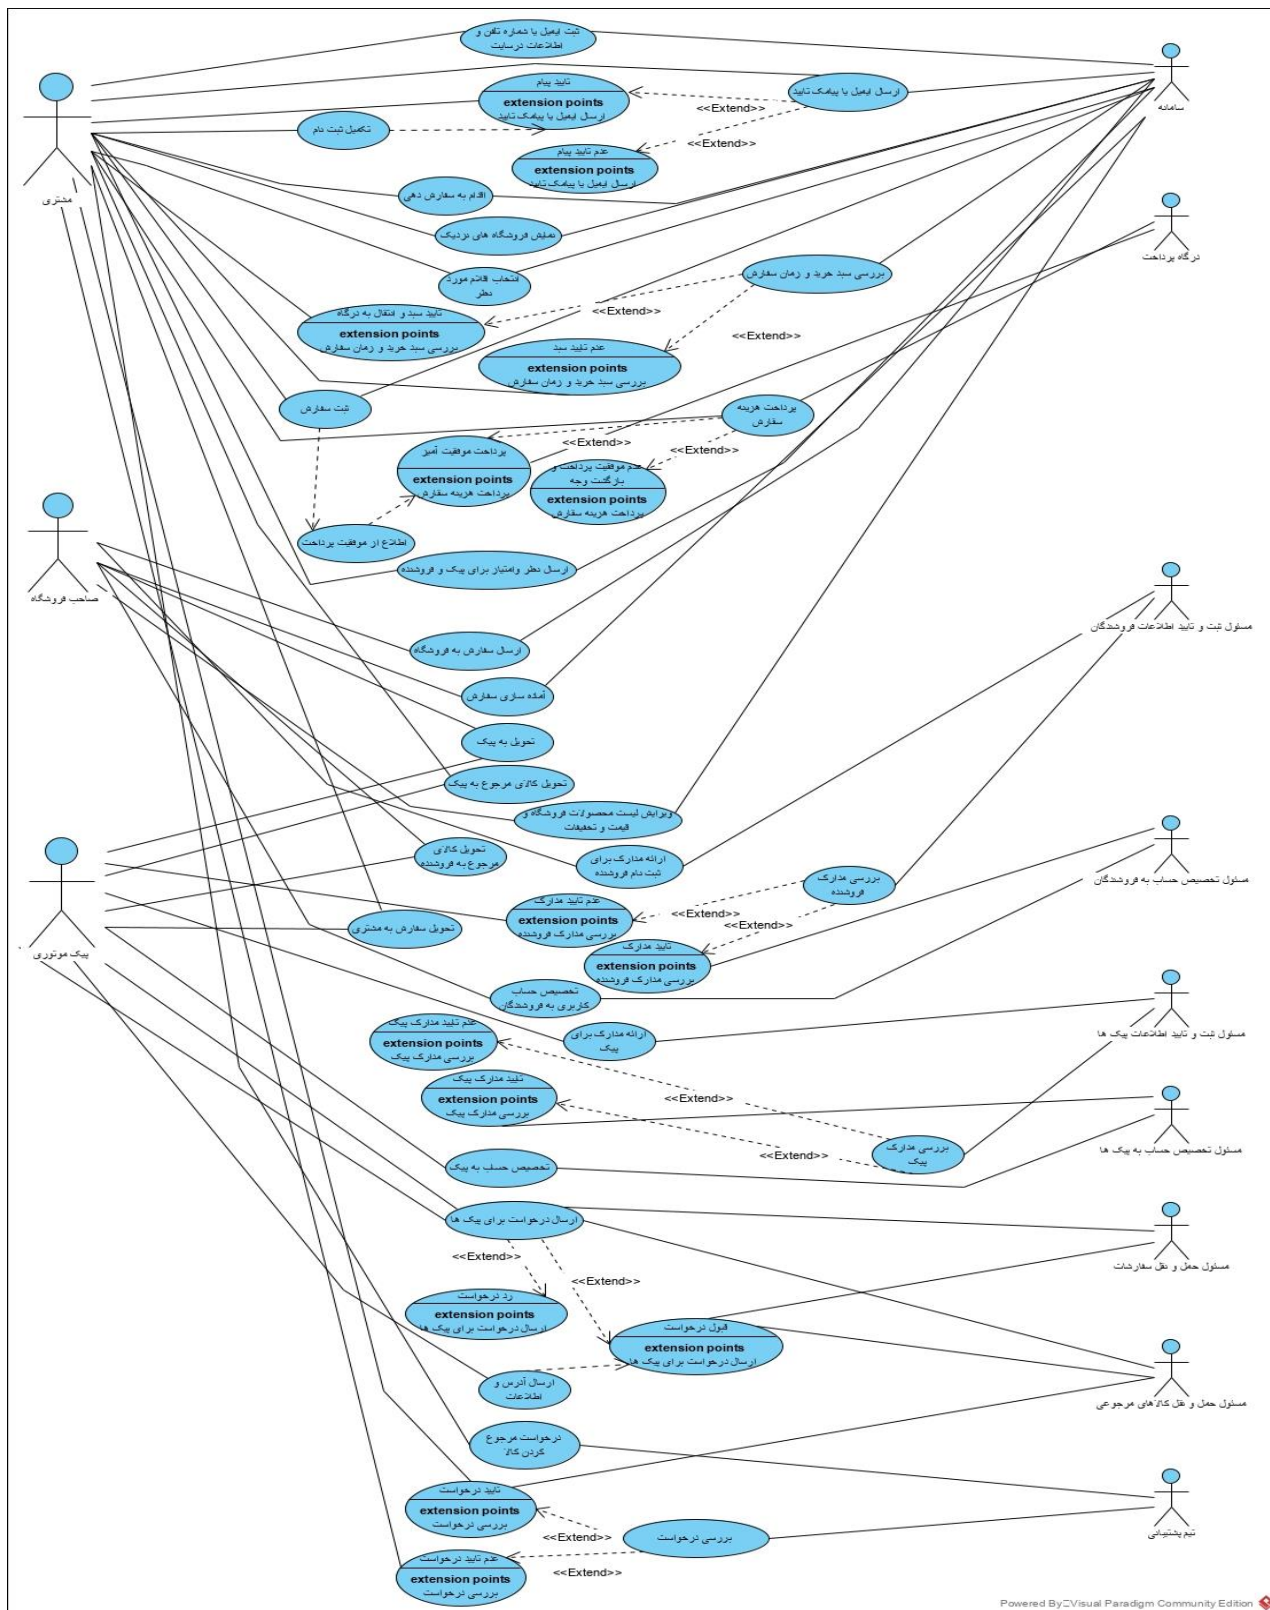 ثبت ایمیل یا شماره تلفن و
اطلاعات درسایت
تایید پیام
extension points
ارسال ایمیل یا پیامک تایید
ارسال ایمیل یا پیامک تایید
سامانه
<<Extend>>
تکمیل ثبت نام
<<Extend>>
عدم تایید پیام
extension points
ارسال ایمیل یا پیامک تایید
مشتری
اقدام به سفارش دهی
نمایش فروشگاه های نزدیک
درگاه پرداخت
انتخاب اقلام مورد
نظر
بررسی سبد خرید و زمان سفارش
تایید سبد و انتقال به درگاه
extension points
بررسی سبد خرید و زمان سفارش
<<Extend>>
<<Extend>>
عدم تایید سبد
extension points
بررسی سبد خرید و زمان سفارش
ثبت سفارش
پرداخت هزینه
سفارش
<<Extend>>
<<Extend>>
پرداخت موفقیت آمیز
extension points
پرداخت هزینه سفارش
عدم موفقیت پرداخت و
بازگشت وجه
extension points
پرداخت هزینه سفارش
اطلاع از موفقیت پرداخت
ارسال نظر وامتیاز برای پیک و فروشنده
صاحب فروشگاه
مسئول ثبت و تایید اطلاعات فروشندگان
ارسال سفارش به فروشگاه
آماده سازی سفارش
تحویل به پیک
تحویل کالای مرجوع به پیک
ویرایش لیست محصولات فروشگاه و
قیمت و تخفیفات
تحویل کالای
مرجوع به فروشنده
ارائه مدارک برای
ثبت نام فروشنده
بررسی مدارک
فروشنده
مسئول تخصیص حساب به فروشندگان
عدم تایید مدارک
extension points
بررسی مدارک فروشنده
<<Extend>>
<<Extend>>
تحویل سفارش به مشتری
پیک موتوری
تایید مدارک
extension points
بررسی مدارک فروشنده
تخصیص حساب
کاربری به فروشندگان
عدم تایید مدارک پیک
extension points
بررسی مدارک پیک
ارائه مدارک برای
پیک
مسئول ثبت و تایید اطلاعات پیک ها
تایید مدارک پیک
extension points
بررسی مدارک پیک
<<Extend>>
<<Extend>>
بررسی مدارک
پیک
مسئول تخصیص حساب به پیک ها
تخصیص حساب به پیک
ارسال درخواست برای پیک ها
<<Extend>>
<<Extend>>
مسئول حمل و نقل سفارشات
رد درخواست
extension points
ارسال درخواست برای پیک ها
قبول درخواست
extension points
ارسال درخواست برای پیک ها
ارسال آدرس و
اطلاعات
مسئول حمل و نقل کالاهای مرجوعی
درخواست مرجوع
کردن کالا
تایید درخواست
extension points
بررسی درخواست
<<Extend>>
بررسی درخواست
تیم پشتیبانی
عدم تایید درخواست
extension points
بررسی درخواست
<<Extend>>
Powered By Visual Paradigm Community Edition